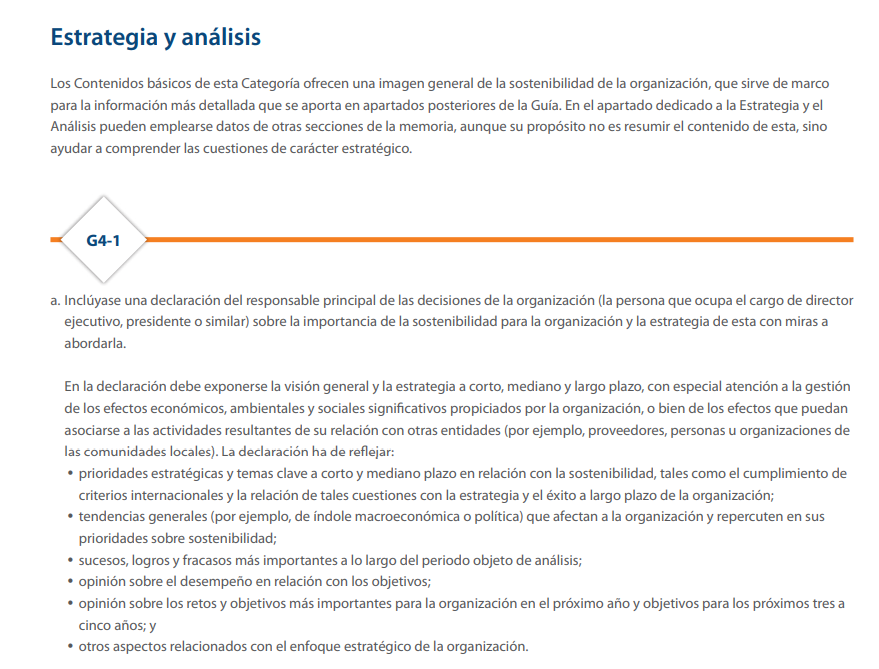 Estrategia y análisis
Los Contenidos básicos de esta Categoría ofrecen una imagen general de la sostenibilidad de la organización, que sirve de marco
para la información más detallada que se aporta en apartados posteriores de la Guía. En el apartado dedicado a la Estrategia y el
Análisis pueden emplearse datos de otras secciones de la memoria, aunque su propósito no es resumir el contenido de esta, sino
ayudar a comprender las cuestiones de carácter estratégico.
G4-1
a. Inclúyase una declaración del responsable principal de las decisiones de la organización (la persona que ocupa el cargo de director
ejecutivo, presidente o similar) sobre la importancia de la sostenibilidad para la organización y la estrategia de esta con miras a
abordarla.
En la declaración debe exponerse la visión general y la estrategia a corto, mediano y largo plazo, con especial atención a la gestión
de los efectos económicos, ambientales y sociales significativos propiciados por la organización, o bien de los efectos que puedan
asociarse a las actividades resultantes de su relación con otras entidades (por ejemplo, proveedores, personas u organizaciones de
las comunidades locales). La declaración ha de reflejar:
• prioridades estratégicas y temas clave a corto y mediano plazo en relación con la sostenibilidad, tales como el cumplimiento de
criterios internacionales y la relación de tales cuestiones con la estrategia y el éxito a largo plazo de la organización;
• tendencias generales (por ejemplo, de índole macroeconómica o política) que afectan a la organización y repercuten en sus
prioridades sobre sostenibilidad;
• sucesos, logros y fracasos más importantes a lo largo del periodo objeto de análisis;
• opinión sobre el desempeño en relación con los objetivos;
• opinión sobre los retos y objetivos más importantes para la organización en el próximo año y objetivos para los próximos tres a
cinco años; y
• otros aspectos relacionados con el enfoque estratégico de la organización.